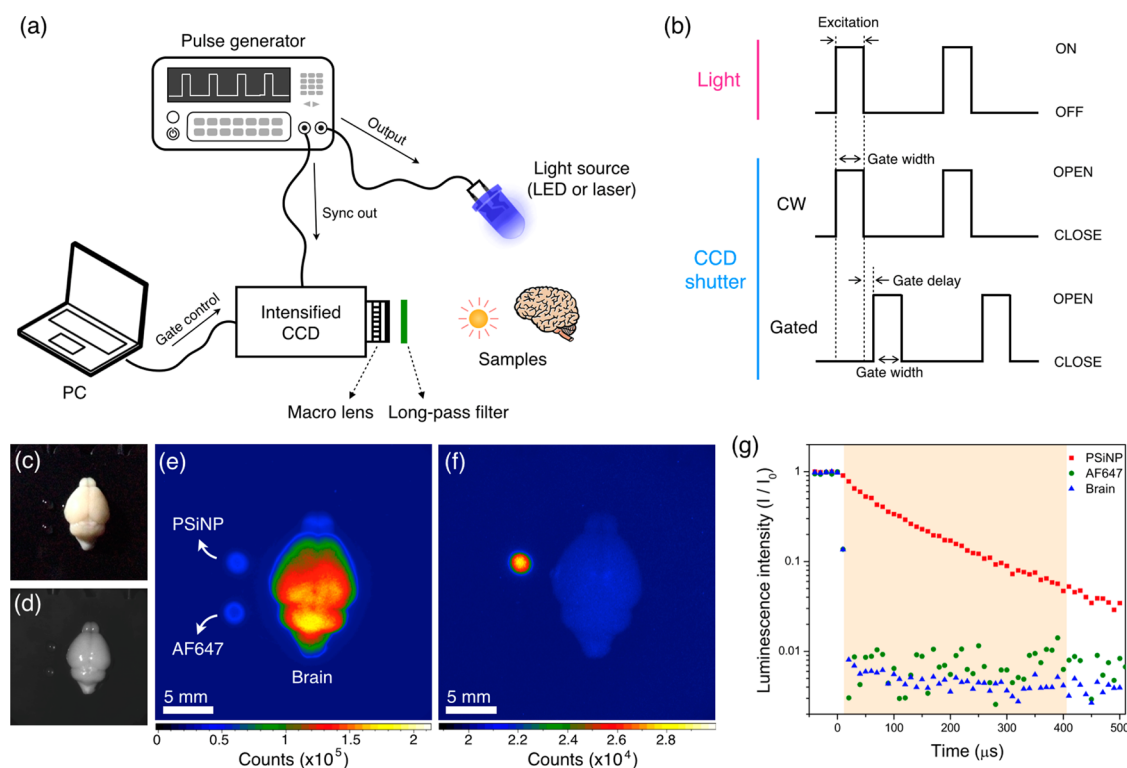 (a)
Pulse generator
Output
Light source
(LED or laser)
Sync out
Gate control
Intensified
CCD
Samples
PC
Macro lens
Long-pass filter
(b)
Excitation
Light
ON
OFF
Gate width
CW
OPEN
CLOSE
CCD
shutter
Gate delay
Gated
OPEN
CLOSE
Gate width
(c)
(d)
(e)
PSiNP
AF647
Brain
5 mm
0 0.5 1 1.5 2
Counts (x10⁵)
(f)
5 mm
2 2.2 2.4 2.6 2.8
Counts (x10⁴)
(g)
PSiNP
AF647
Brain
Luminescence intensity (I / I₀)
1
0.1
0.01
0 100 200 300 400 500
Time (μs)